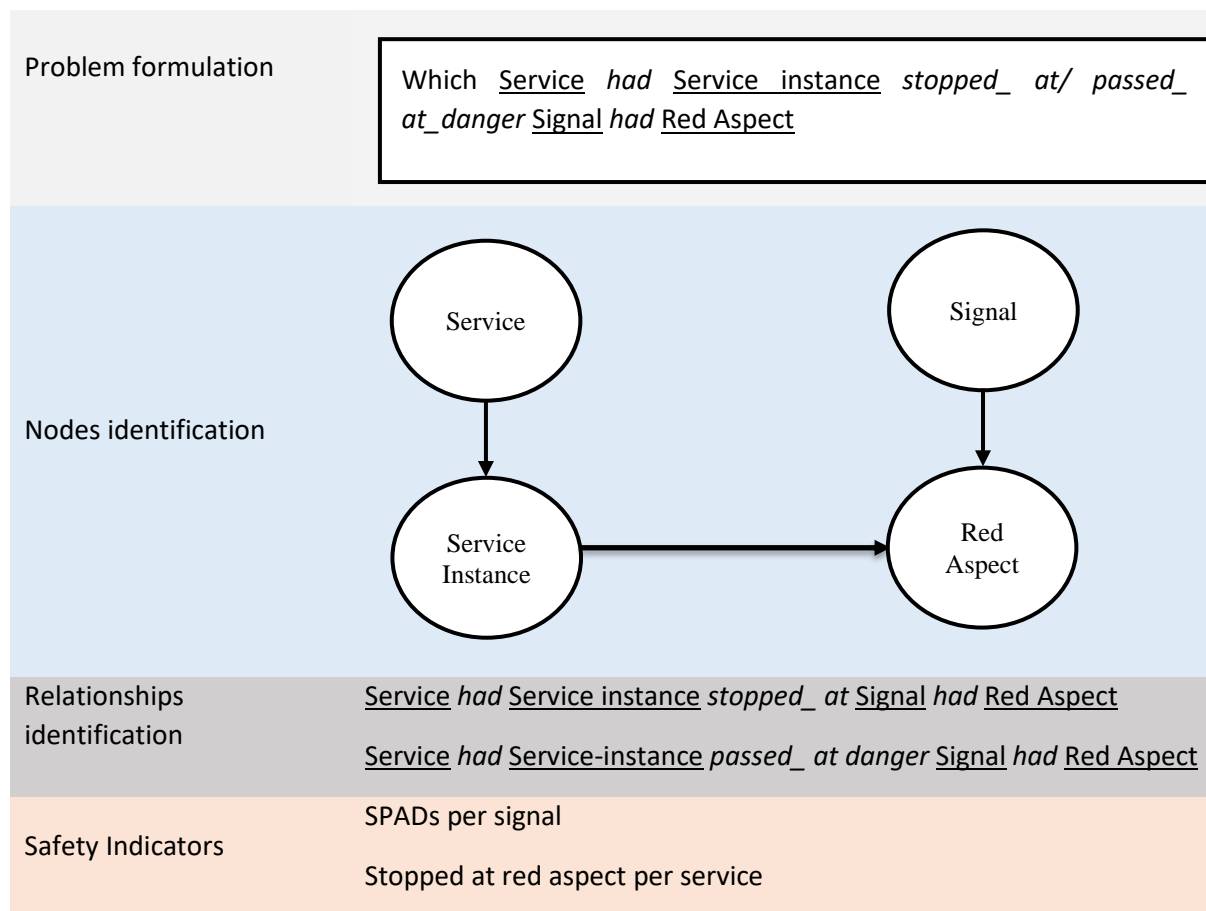 Problem formulation
Which Service had Service instance stopped_ at/ passed_
at_danger Signal had Red Aspect
Service
Signal
Nodes identification
Service
Instance
Red
Aspect
Relationships
identification
Service had Service instance stopped_ at Signal had Red Aspect
Service had Service-instance passed_ at danger Signal had Red Aspect
Safety Indicators
SPADs per signal
Stopped at red aspect per service